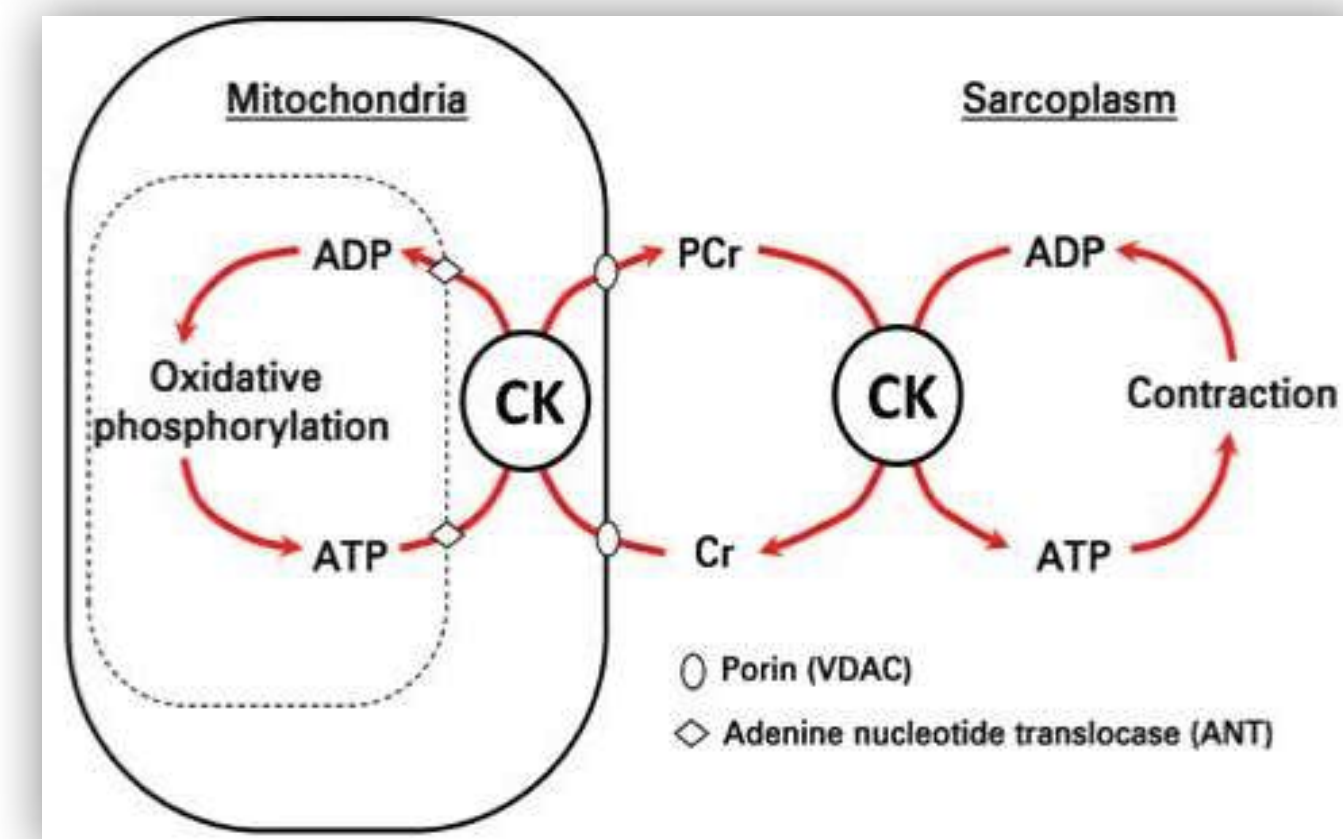 Mitochondria
Sarcoplasm
ADP
PCr
ADP
Oxidative
phosphorylation
CK
CK
Contraction
ATP
Cr
ATP
Porin (VDAC)
Adenine nucleotide translocase (ANT)